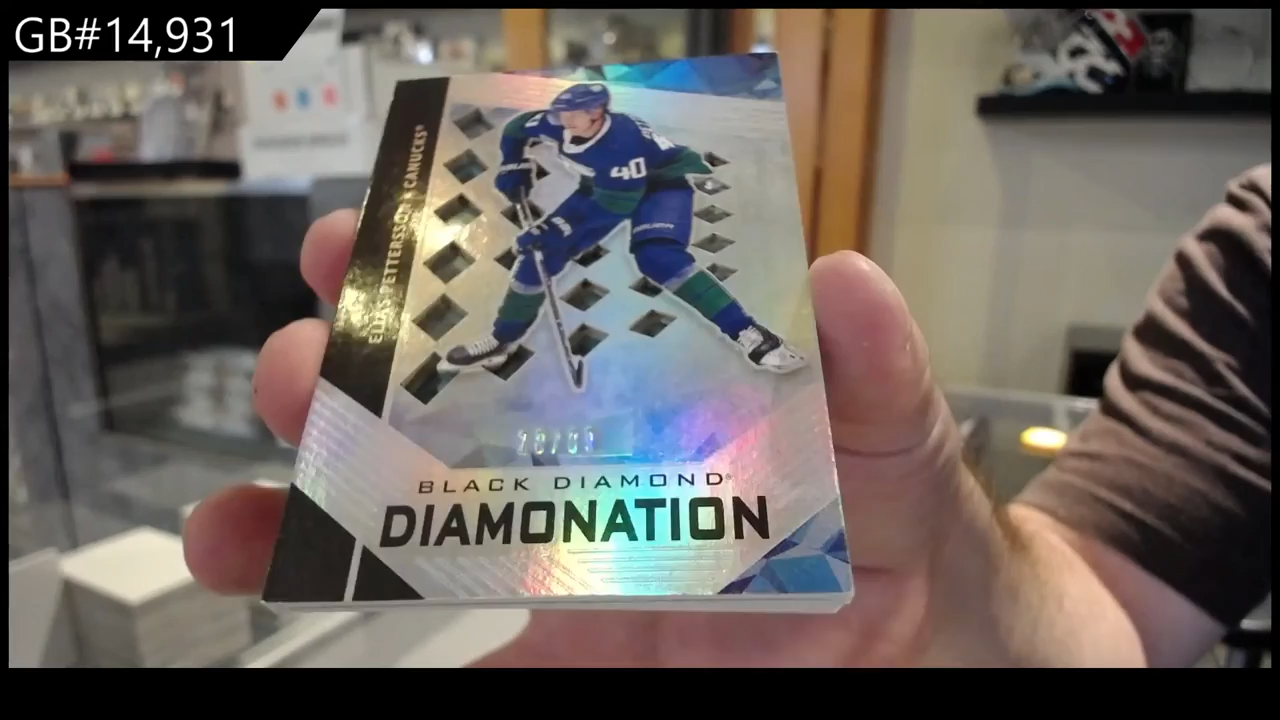 GB#14,931
ELIAS PETTERSSON
CANUCKS®
40
BLACK DIAMOND®
DIAMONATION